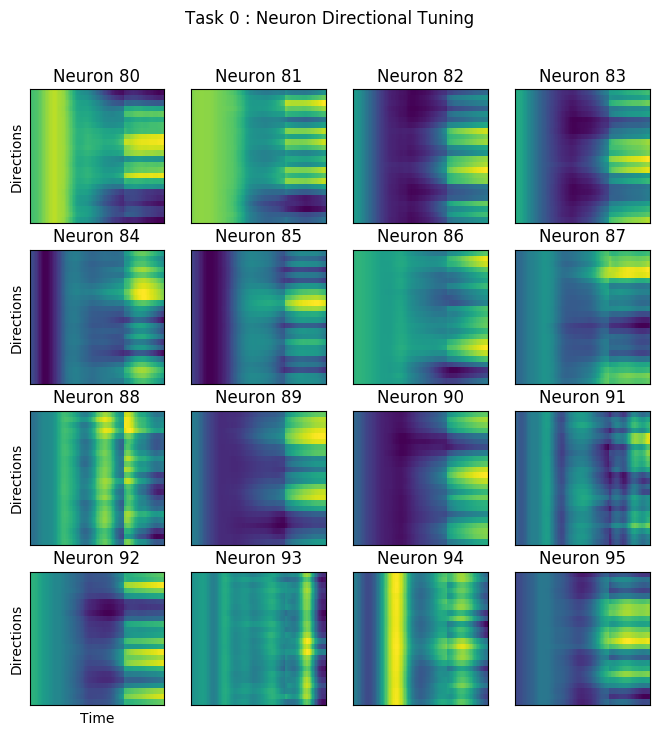 Task 0 : Neuron Directional Tuning
Neuron 80 Neuron 81 Neuron 82 Neuron 83
Directions
Neuron 84 Neuron 85 Neuron 86 Neuron 87
Directions
Neuron 88 Neuron 89 Neuron 90 Neuron 91
Directions
Neuron 92 Neuron 93 Neuron 94 Neuron 95
Directions
Time